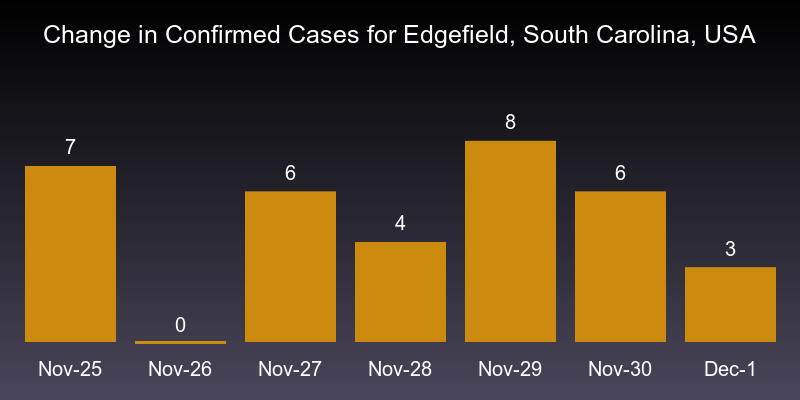 Change in Confirmed Cases for Edgefield, South Carolina, USA
7
0
6
4
8
6
3
Nov-25
Nov-26
Nov-27
Nov-28
Nov-29
Nov-30
Dec-1